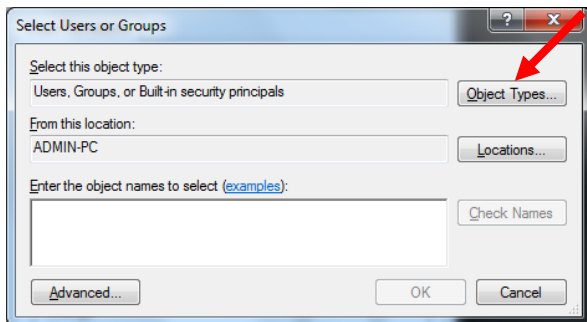 Select Users or Groups
?
X
Select this object type:
Users, Groups, or Built-in security principals
Object Types...
From this location:
ADMIN-PC
Locations...
Enter the object names to select (examples):
Check Names
Advanced...
OK
Cancel